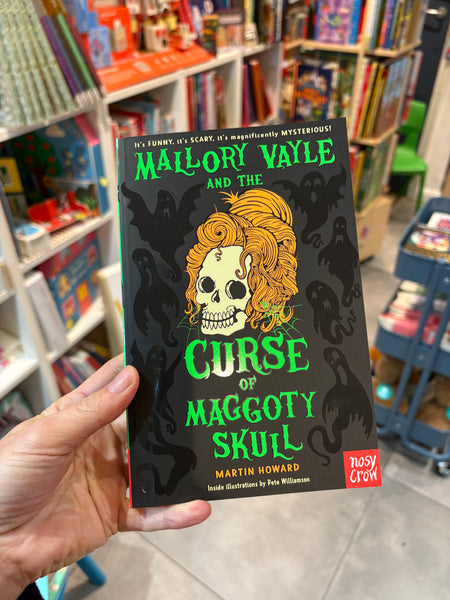 It's FUNNY, it's SCARY, it's magnificently MYSTERIOUS!
MALLORY VAYLE
AND THE
CURSE
OF
MAGGOTY
SKULL
MARTIN HOWARD
Inside illustrations by Pete Williamson
nosy
crow